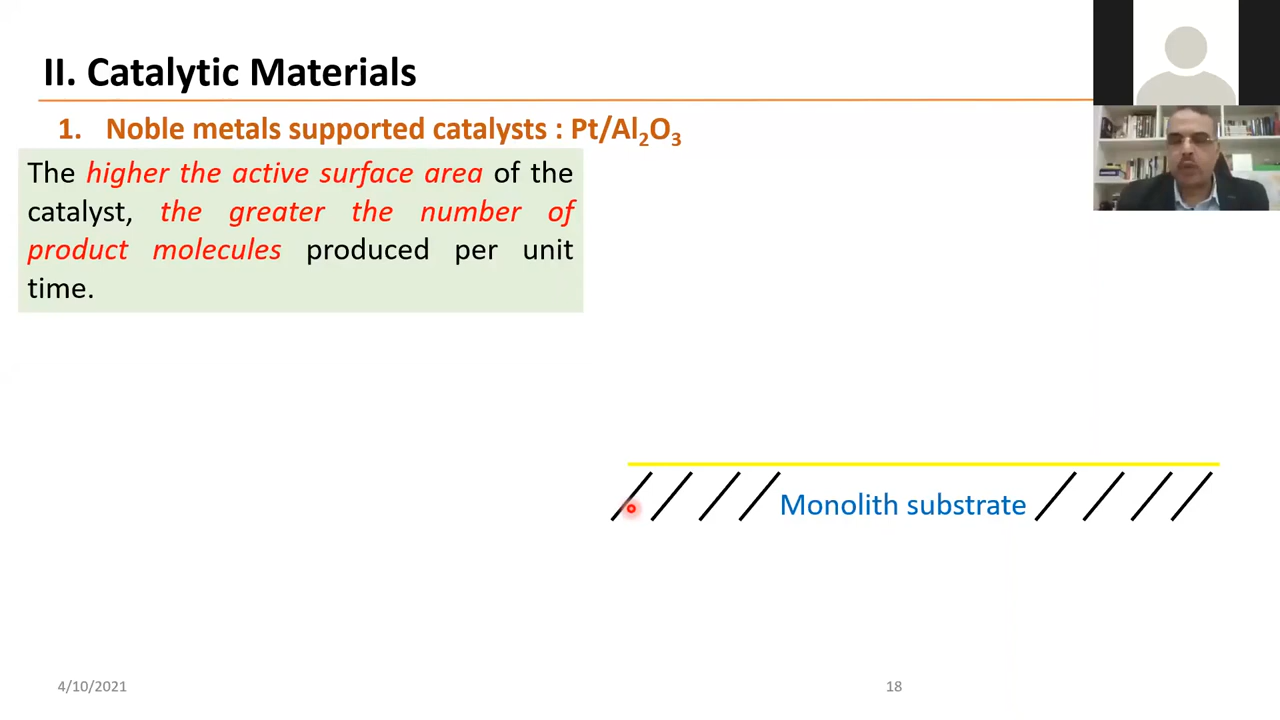 II. Catalytic Materials
1. Noble metals supported catalysts : Pt/Al₂O₃
The higher the active surface area of the
catalyst, the greater the number of
product molecules produced per unit
time.
Monolith substrate
4/10/2021
18